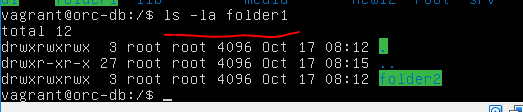 vagrant@orc-db:/$ ls -la folder1
total 12
drwxrwxrwx  3 root root 4096 Oct 17 08:12 .
drwxr-xr-x 27 root root 4096 Oct 17 08:15 ..
drwxrwxrwx  3 root root 4096 Oct 17 08:12 folder2
vagrant@orc-db:/$ _